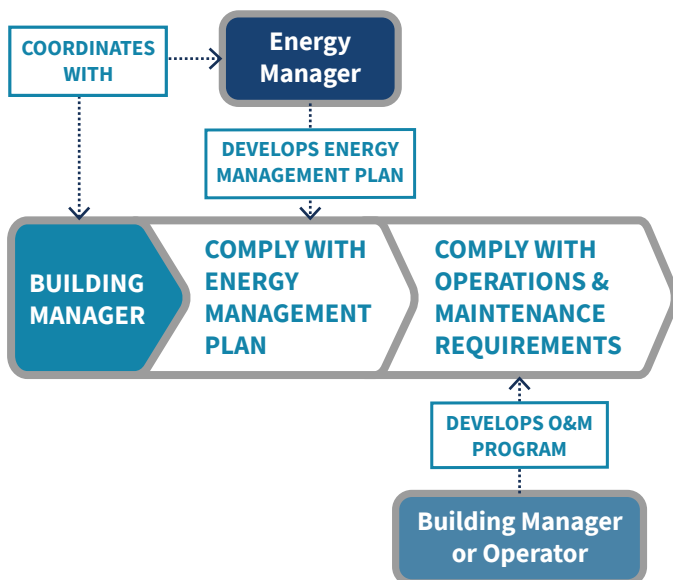 COORDINATES
WITH
Energy
Manager
DEVELOPS ENERGY
MANAGEMENT PLAN
BUILDING
MANAGER
COMPLY WITH
ENERGY
MANAGEMENT
PLAN
COMPLY WITH
OPERATIONS &
MAINTENANCE
REQUIREMENTS
DEVELOPS O&M
PROGRAM
Building Manager
or Operator